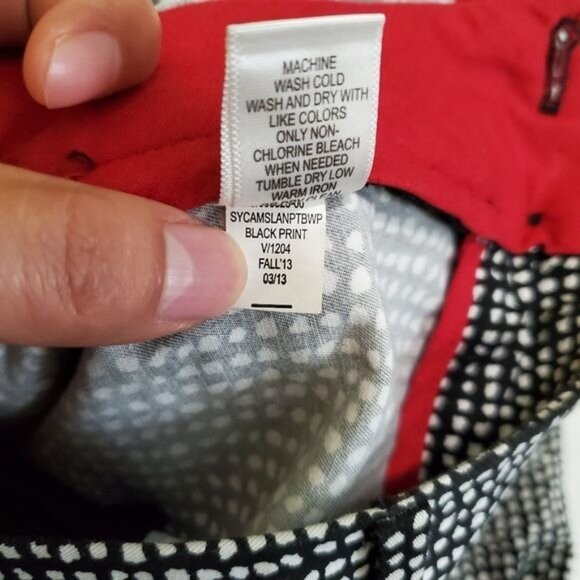 MACHINE
WASH COLD
WASH AND DRY WITH
LIKE COLORS
ONLY NON-
CHLORINE BLEACH
WHEN NEEDED
TUMBLE DRY LOW
WARM IRON
SYCAMSLANPTBWP
BLACK PRINT
V/1204
FALL'13
03/13